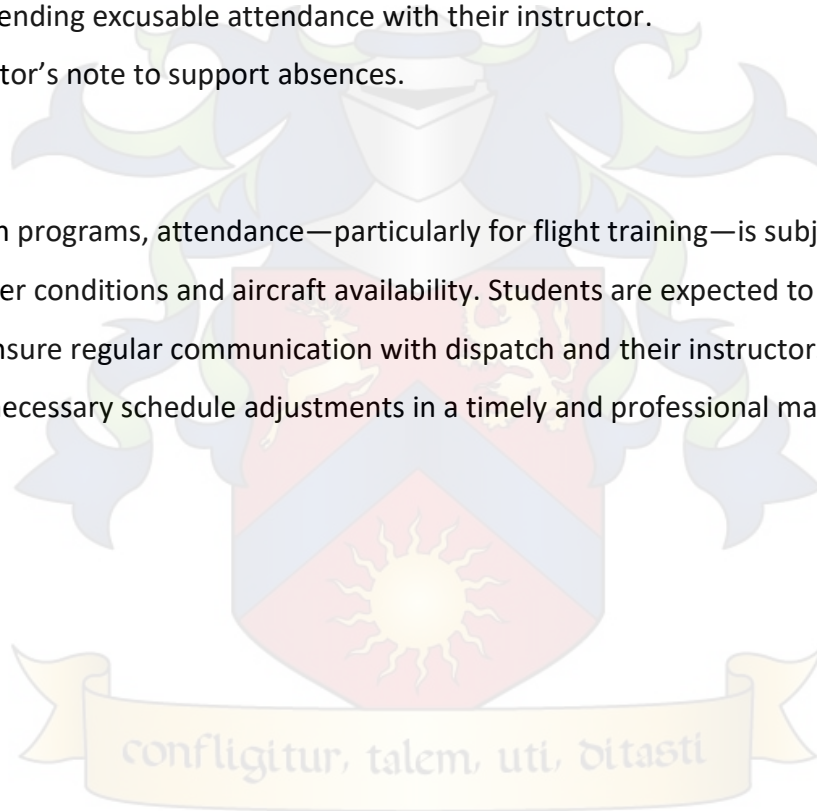 ending excusable attendance with their instructor.
tor’s note to support absences.
n programs, attendance—particularly for flight training—is subj
er conditions and aircraft availability. Students are expected to
nsure regular communication with dispatch and their instructor
necessary schedule adjustments in a timely and professional ma
confligitur, talem, uti, ditasti